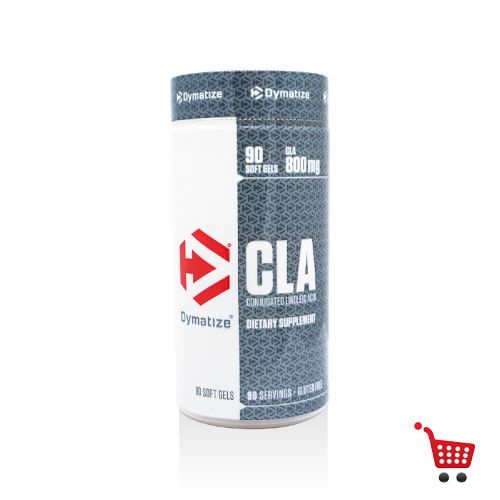 Dymatize Dymatize
90
SOFT GELS
CLA
800mg
CLA
CONJUGATED LINOLEIC ACID
DIETARY SUPPLEMENT
Dymatize®
90 SOFT GELS
90 SERVINGS • GLUTEN FREE